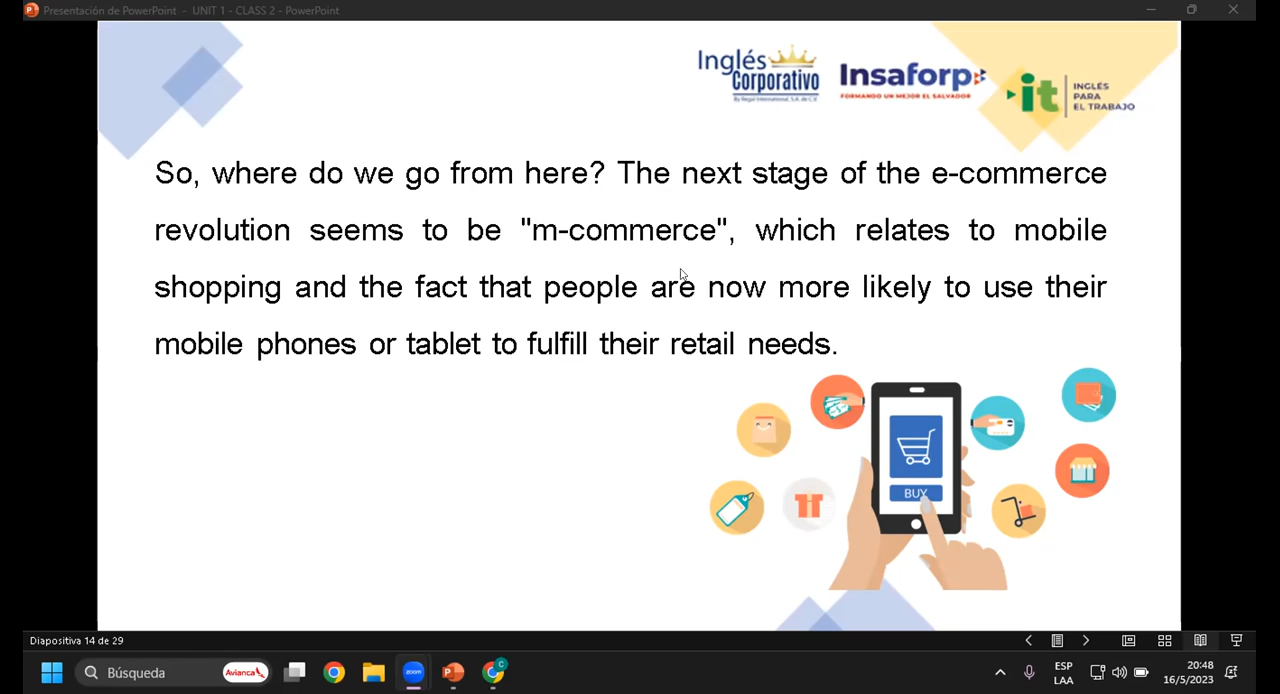 Presentación de PowerPoint - UNIT 1 - CLASS 2 - PowerPoint
Inglés
Corporativo
Insaforp
FORMANDO UN MEJOR EL SALVADOR
it
INGLÉS
PARA
EL TRABAJO
So, where do we go from here? The next stage of the e-commerce
revolution seems to be "m-commerce", which relates to mobile
shopping and the fact that people are now more likely to use their
mobile phones or tablet to fulfill their retail needs.
BUY
Diapositiva 14 de 29
Búsqueda
Avianca
zoom
ESP
LAA
20:48
16/5/2023